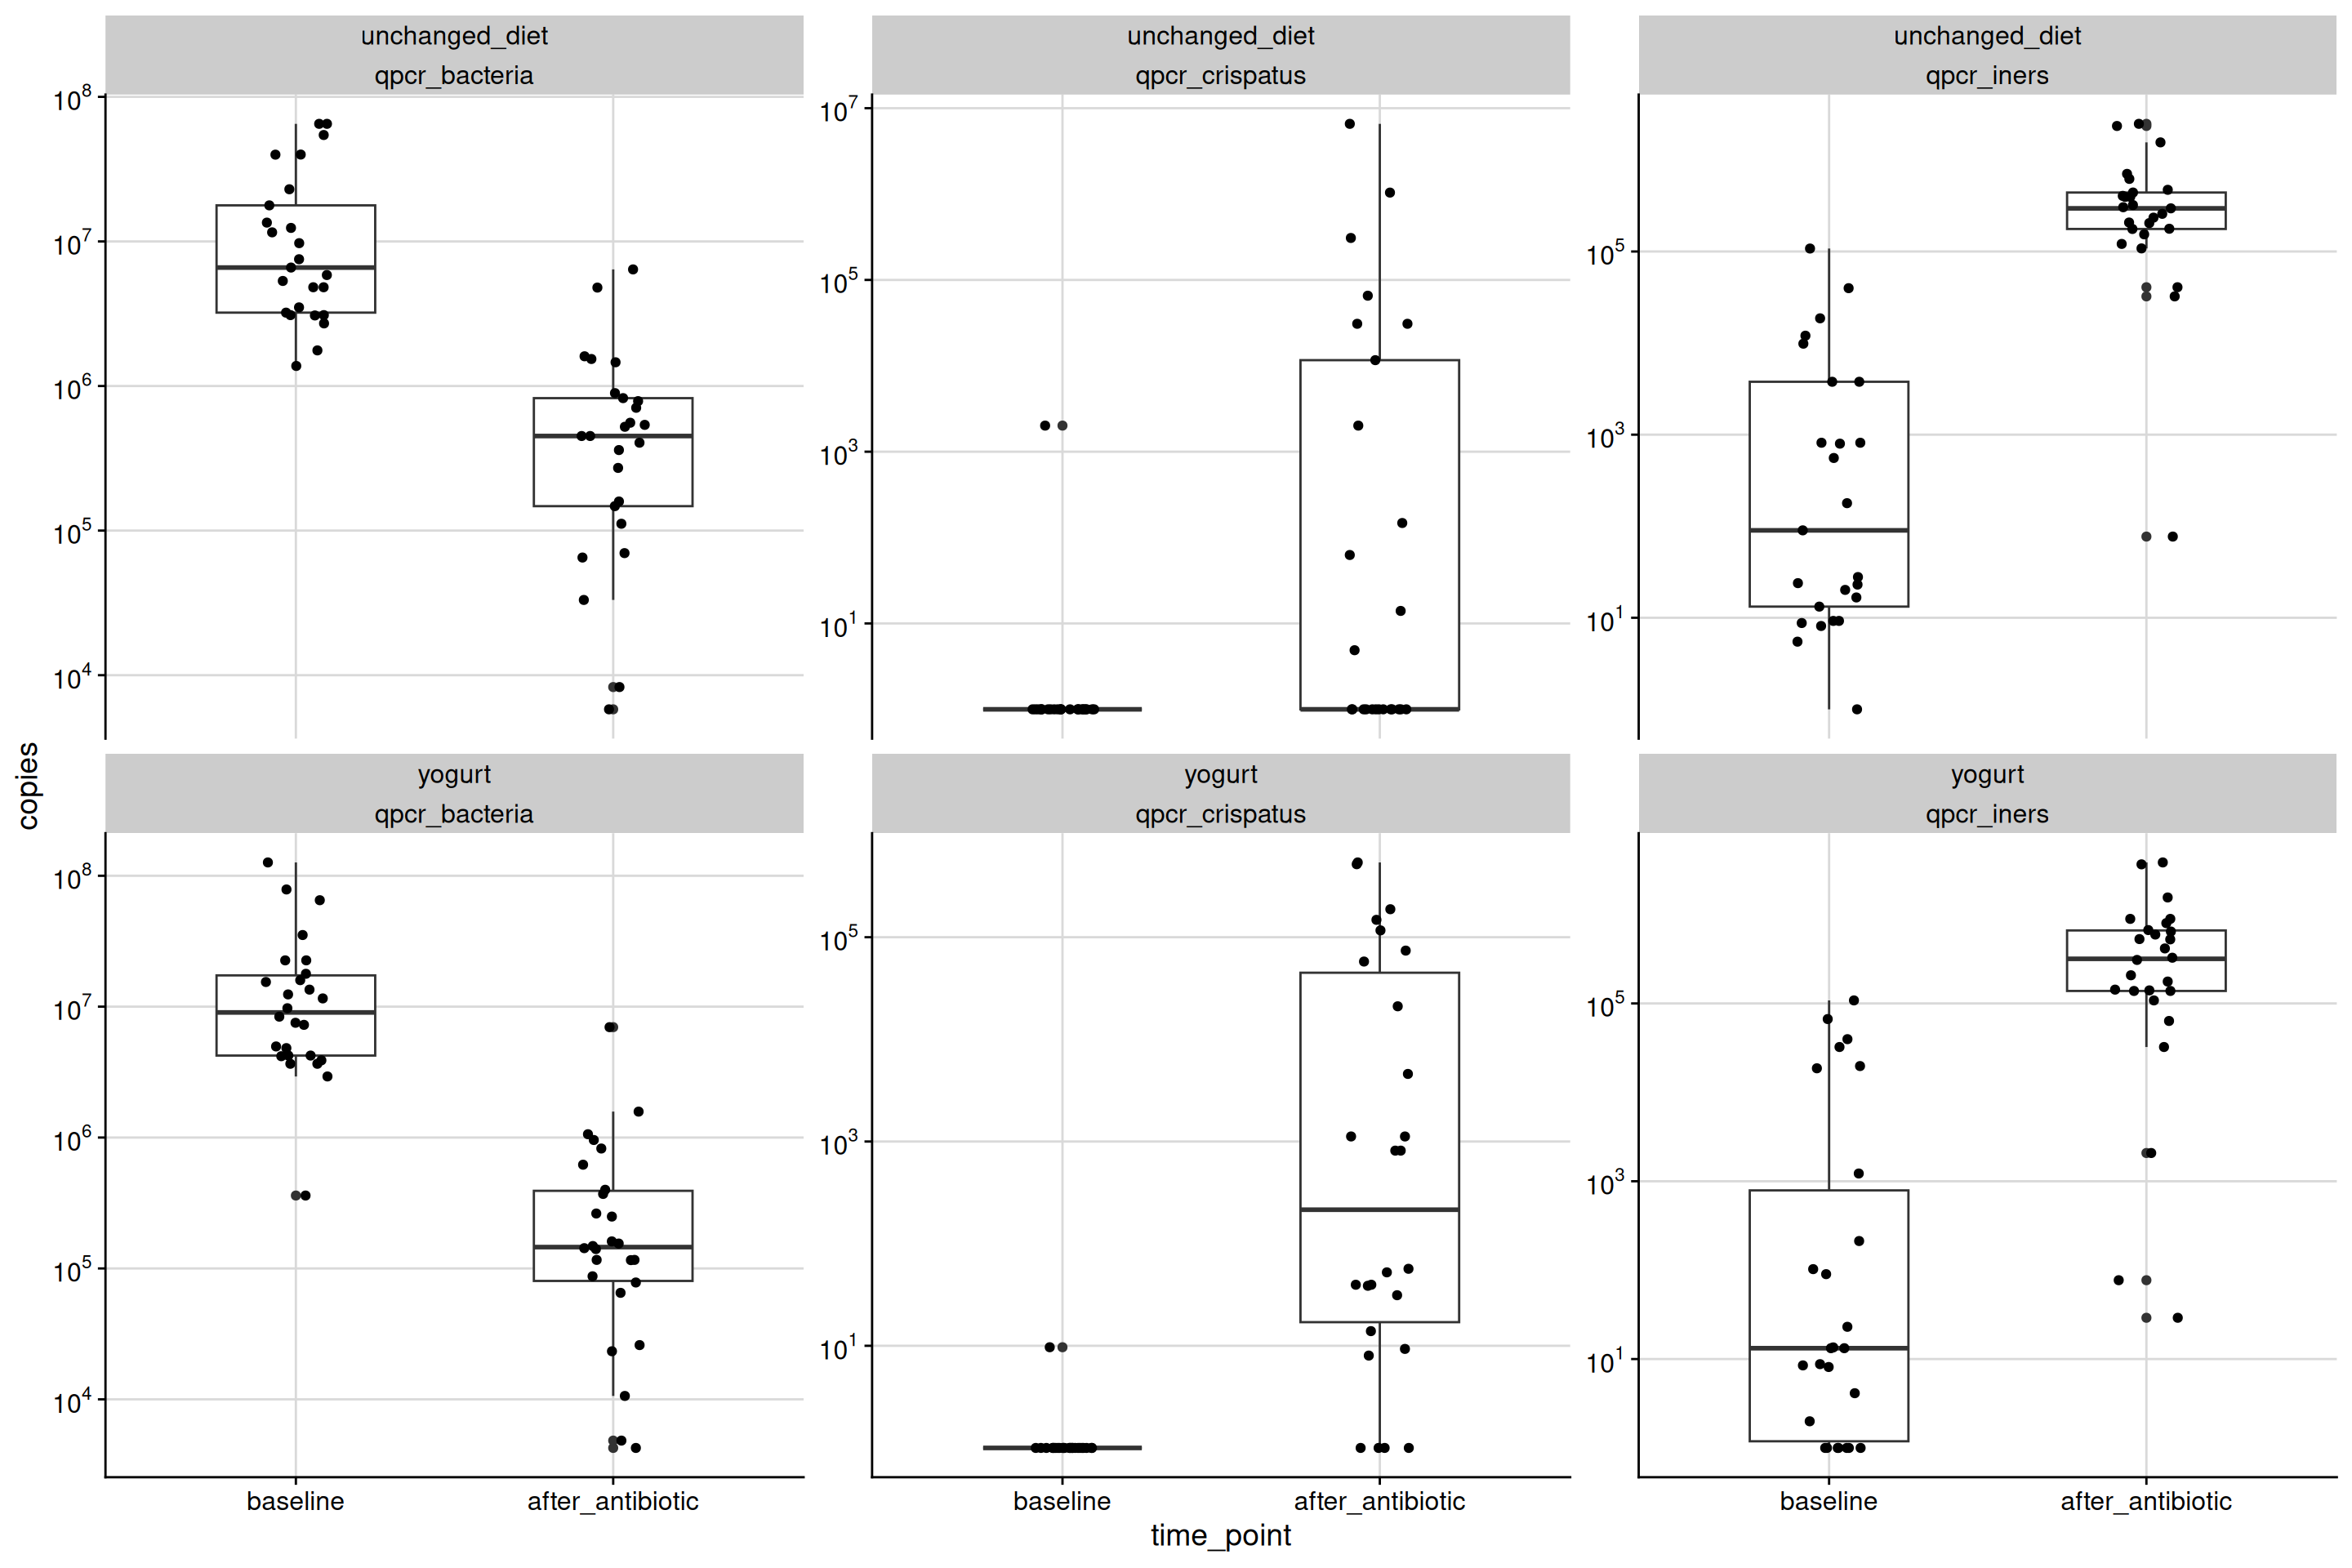 unchanged_diet
qpcr_bacteria
unchanged_diet
qpcr_crispatus
unchanged_diet
qpcr_iners
10^8
10^7
10^6
10^5
10^4
10^7
10^5
10^3
10^1
10^5
10^3
10^1
copies
yogurt
qpcr_bacteria
yogurt
qpcr_crispatus
yogurt
qpcr_iners
10^8
10^7
10^6
10^5
10^4
10^5
10^3
10^1
10^5
10^3
10^1
baseline after_antibiotic
baseline after_antibiotic
baseline after_antibiotic
time_point